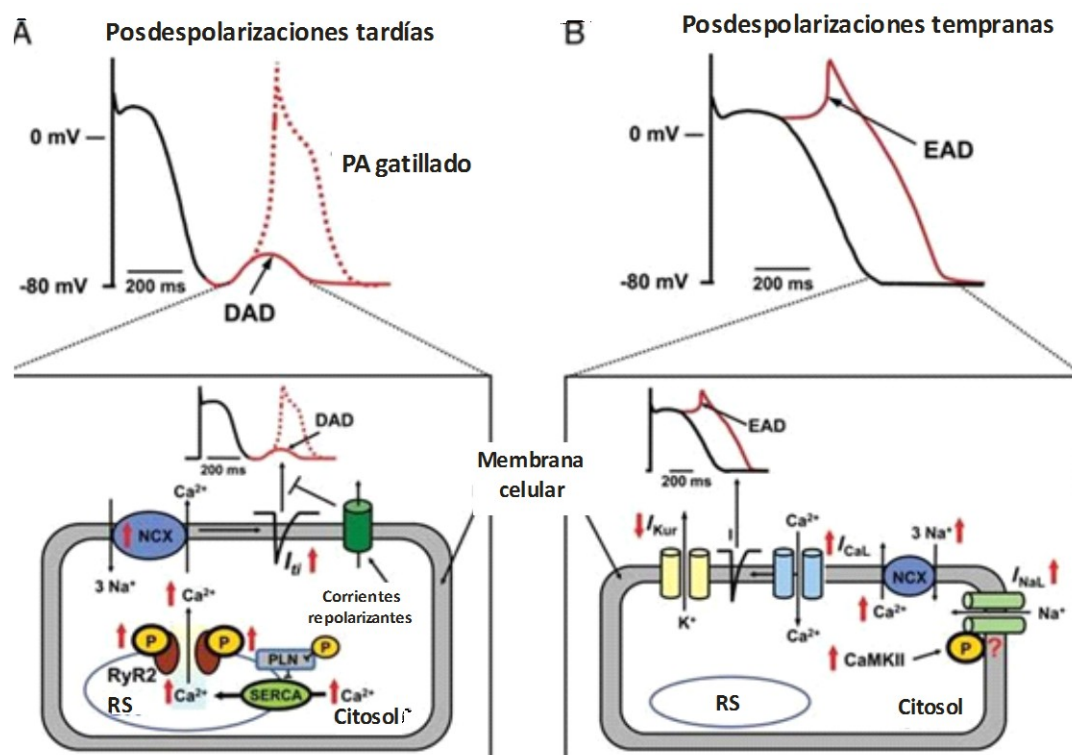 A
Posdespolarizaciones tardías
0 mV
PA gatillado
-80 mV
200 ms
DAD
B
Posdespolarizaciones tempranas
0 mV
EAD
-80 mV
200 ms
DAD
200 ms
Ca²⁺
NCX
3 Na⁺
Iti
Corrientes
repolarizantes
Ca²⁺
P
P
RyR2
PLN
P
RS
Ca²⁺
SERCA
Ca²⁺
Citosol
Membrana
celular
EAD
200 ms
IKur
I
Ca²⁺
ICaL
3 Na⁺
NCX
INaL
K⁺
Ca²⁺
Ca²⁺
Na⁺
CaMKII
P
?
RS
Citosol